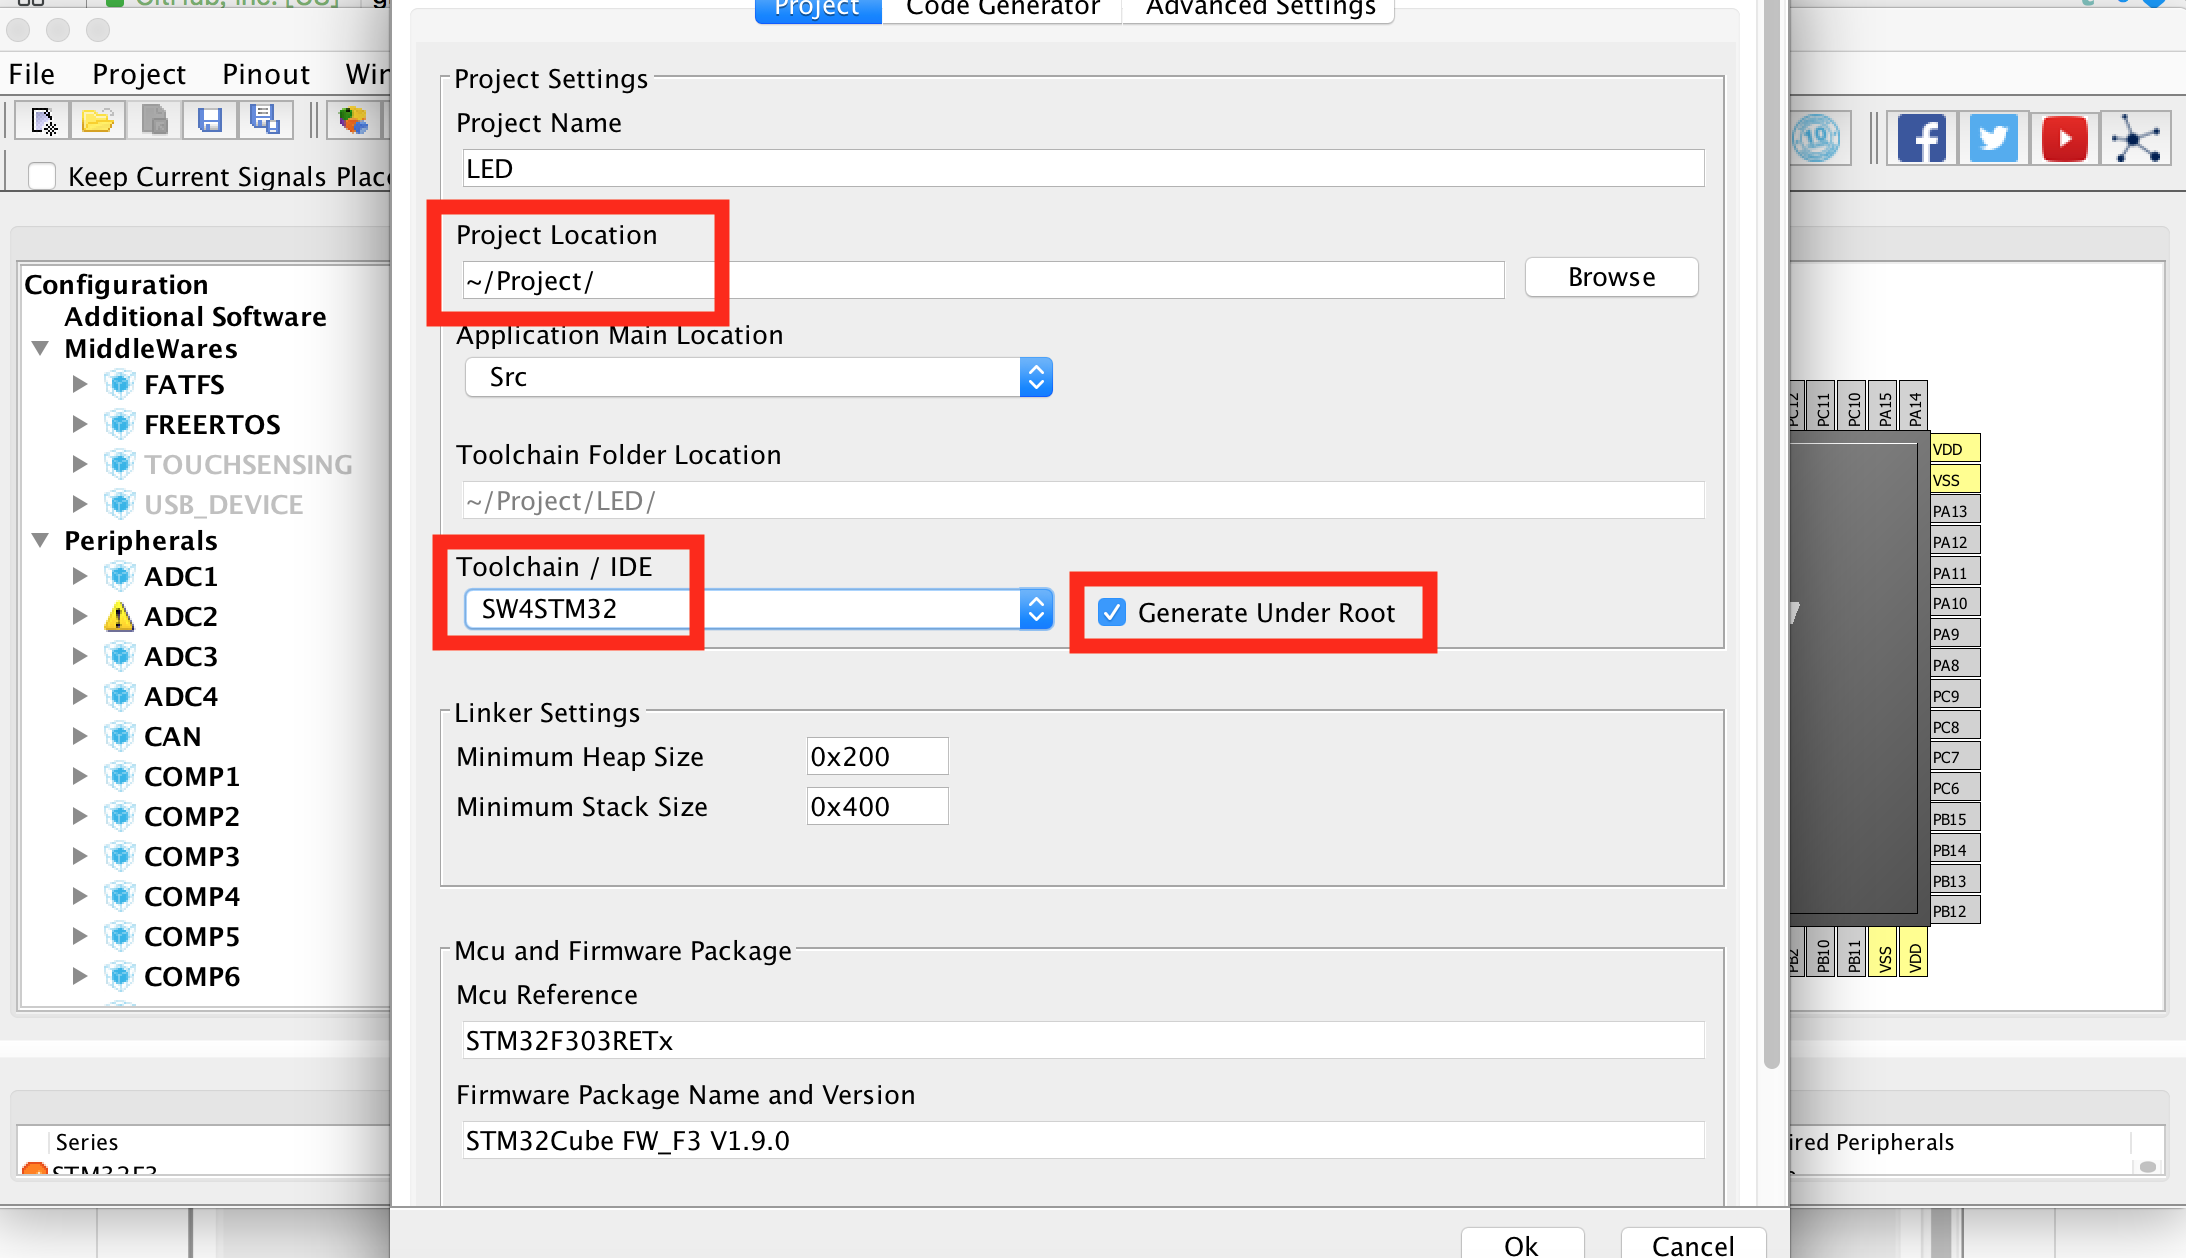 GitHub, Inc. [US]
Project Code Generator Advanced Settings
File Project Pinout
Keep Current Signals
Configuration
Additional Software
MiddleWares
FATFS
FREERTOS
TOUCHSENSING
USB_DEVICE
Peripherals
ADC1
ADC2
ADC3
ADC4
CAN
COMP1
COMP2
COMP3
COMP4
COMP5
COMP6
Series
STM32F3
Project Settings
Project Name
LED
Project Location
~/Project/
Browse
Application Main Location
Src
Toolchain Folder Location
~/Project/LED/
Toolchain / IDE
SW4STM32
Generate Under Root
Linker Settings
Minimum Heap Size 0x200
Minimum Stack Size 0x400
Mcu and Firmware Package
Mcu Reference
STM32F303RETx
Firmware Package Name and Version
STM32Cube FW_F3 V1.9.0
Ok Cancel
10
PC12 PC11 PC10 PA15 PA14
VDD
VSS
PA13
PA12
PA11
PA10
PA9
PA8
PC9
PC8
PC7
PC6
PB15
PB14
PB13
PB12
PB2 PB10 PB11 VSS VDD
Peripherals